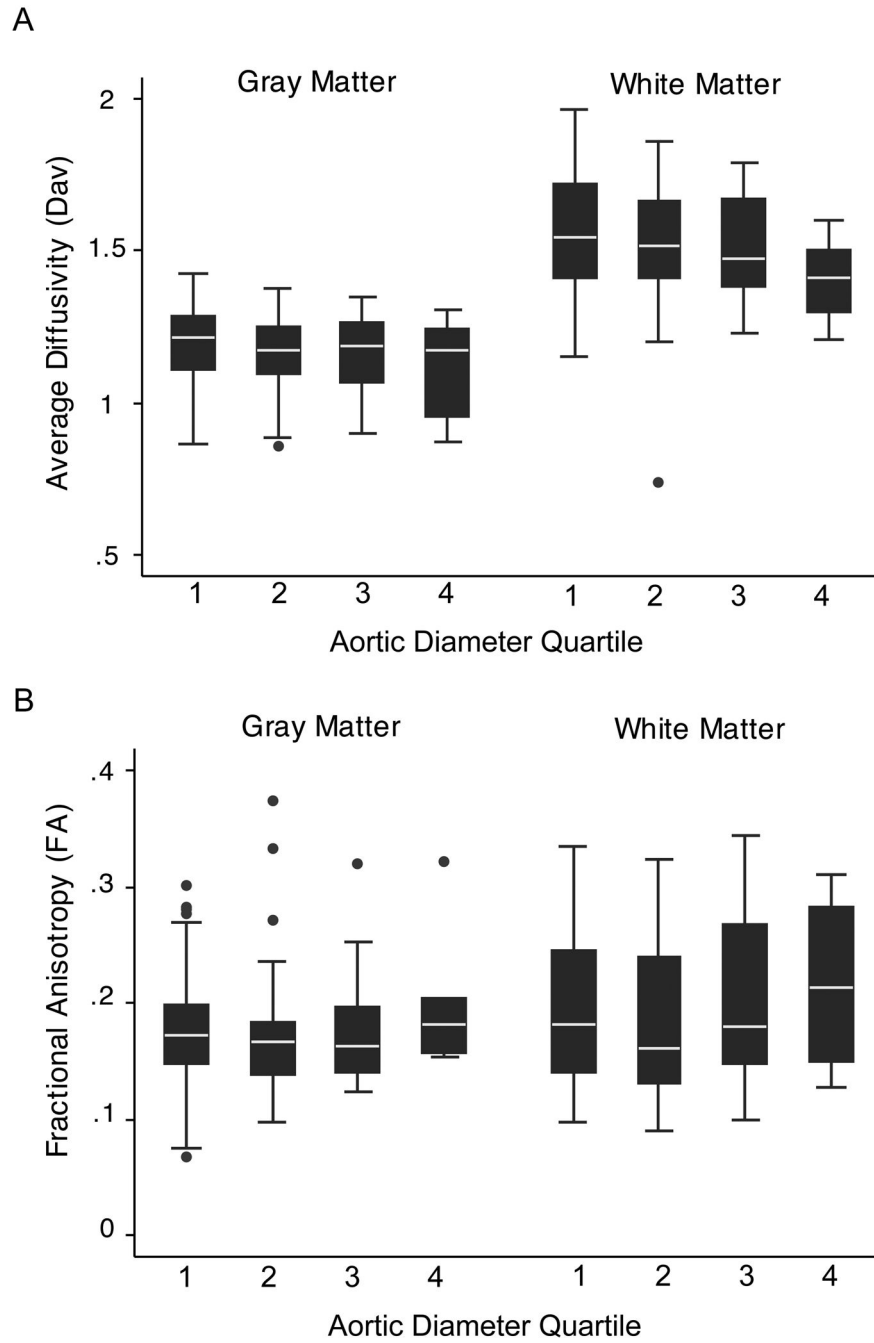 A
Gray Matter
White Matter
Average Diffusivity (Dav)
2
1.5
1
.5
1 2 3 4 1 2 3 4
Aortic Diameter Quartile
B
Gray Matter
White Matter
Fractional Anisotropy (FA)
.4
.3
.2
.1
0
1 2 3 4 1 2 3 4
Aortic Diameter Quartile